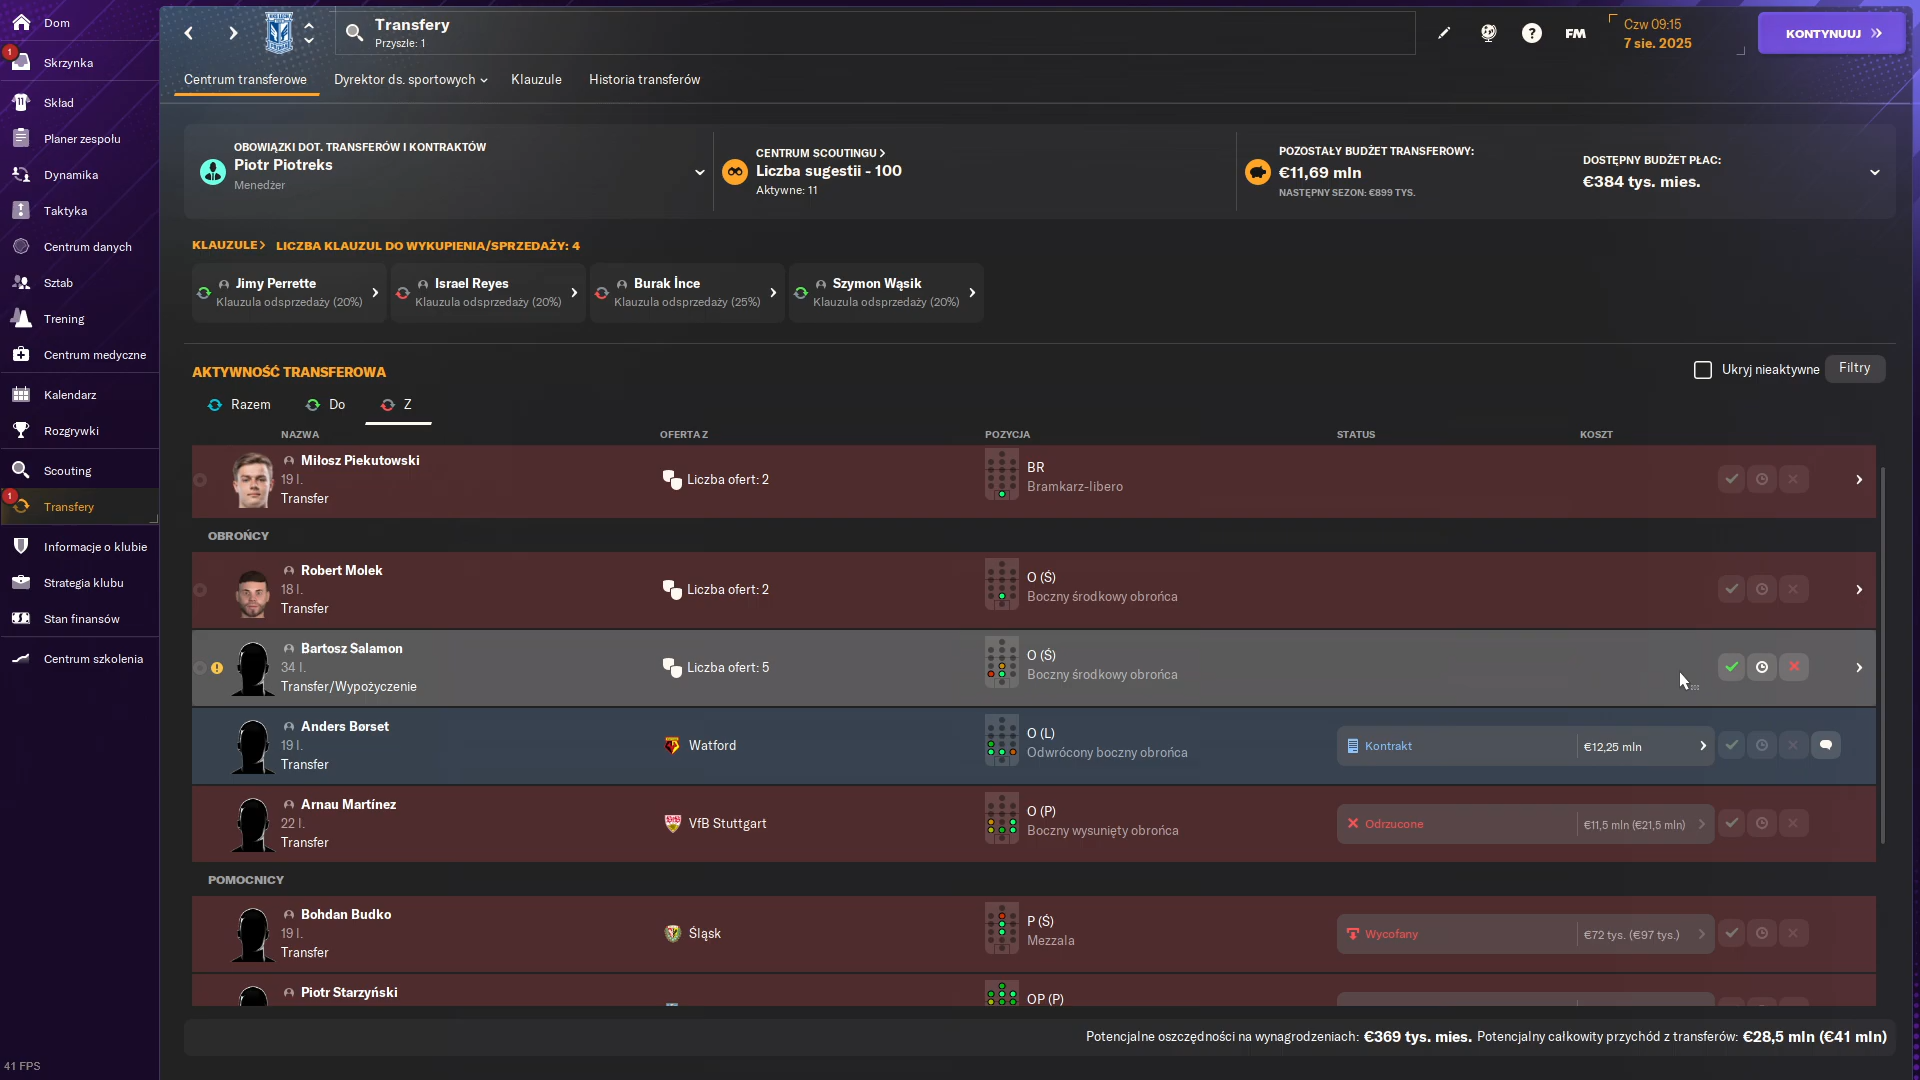 Dom
1
Skrzynka
Skład
Planer zespołu
Dynamika
Taktyka
Centrum danych
Sztab
Trening
Centrum medyczne
Kalendarz
Rozgrywki
Scouting
1
Transfery
Informacje o klubie
Strategia klubu
Stan finansów
Centrum szkolenia
41 FPS
Transfery
Przyszłe: 1
FM
Czw 09:15
7 sie. 2025
KONTYNUUJ
Centrum transferowe
Dyrektor ds. sportowych
Klauzule
Historia transferów
OBOWIĄZKI DOT. TRANSFERÓW I KONTRAKTÓW
Piotr Piotreks
Menedżer
CENTRUM SCOUTINGU >
Liczba sugestii - 100
Aktywne: 11
POZOSTAŁY BUDŻET TRANSFEROWY:
€11,69 mln
NASTĘPNY SEZON: €899 TYS.
DOSTĘPNY BUDŻET PŁAC:
€384 tys. mies.
KLAUZULE > LICZBA KLAUZUL DO WYKUPIENIA/SPRZEDAŻY: 4
Jimy Perrette
Klauzula odsprzedaży (20%)
Israel Reyes
Klauzula odsprzedaży (20%)
Burak İnce
Klauzula odsprzedaży (25%)
Szymon Wąsik
Klauzula odsprzedaży (20%)
AKTYWNOŚĆ TRANSFEROWA
Ukryj nieaktywne
Filtry
Razem
Do
Z
NAZWA OFERTA Z POZYCJA STATUS KOSZT
Miłosz Piekutowski
19 l.
Transfer
Liczba ofert: 2
BR
Bramkarz-libero
OBROŃCY
Robert Molek
18 l.
Transfer
Liczba ofert: 2
O (Ś)
Boczny środkowy obrońca
Bartosz Salamon
34 l.
Transfer/Wypożyczenie
Liczba ofert: 5
O (Ś)
Boczny środkowy obrońca
Anders Børset
19 l.
Transfer
Watford
O (L)
Odwrócony boczny obrońca
Kontrakt
€12,25 mln
Arnau Martínez
22 l.
Transfer
VfB Stuttgart
O (P)
Boczny wysunięty obrońca
Odrzucone
€11,5 mln (€21,5 mln)
POMOCNICY
Bohdan Budko
19 l.
Transfer
Śląsk
P (Ś)
Mezzala
Wycofany
€72 tys. (€97 tys.)
Piotr Starzyński
OP (P)
Potencjalne oszczędności na wynagrodzeniach: €369 tys. mies. Potencjalny całkowity przychód z transferów: €28,5 mln (€41 mln)